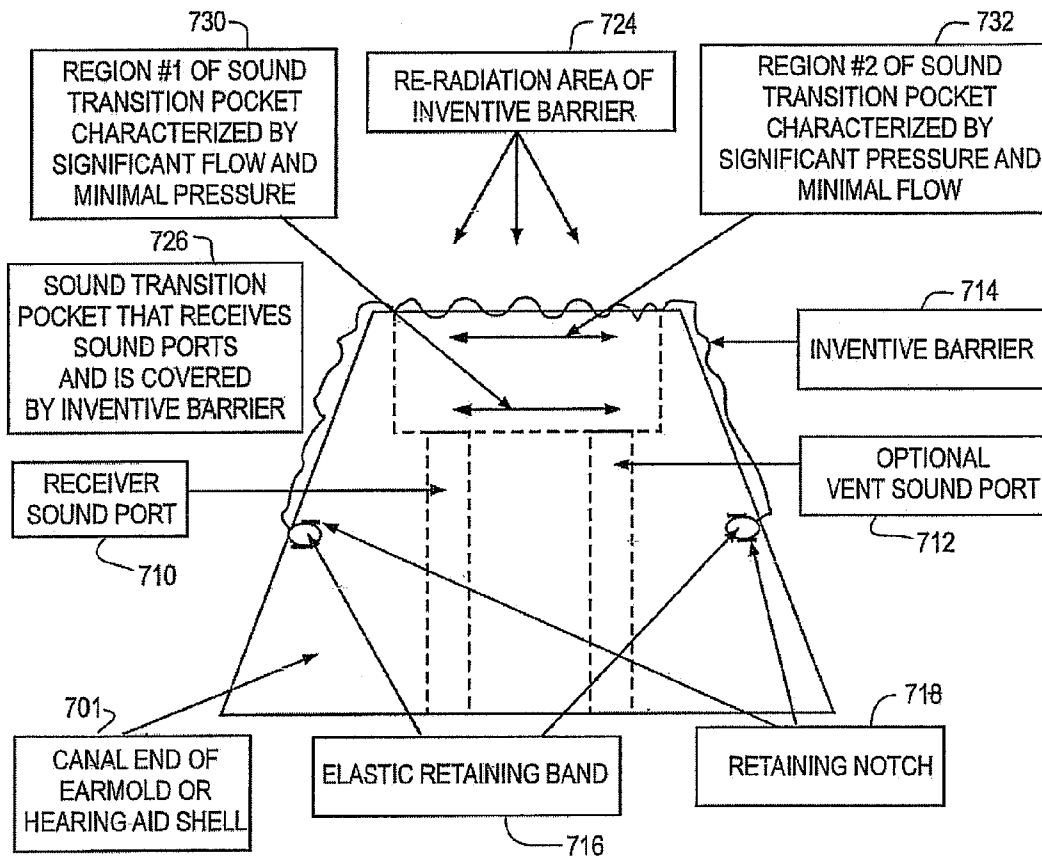 730
REGION #1 OF SOUND
TRANSITION POCKET
CHARACTERIZED BY
SIGNIFICANT FLOW AND
MINIMAL PRESSURE
724
RE-RADIATION AREA OF
INVENTIVE BARRIER
732
REGION #2 OF SOUND
TRANSITION POCKET
CHARACTERIZED BY
SIGNIFICANT PRESSURE AND
MINIMAL FLOW
726
SOUND TRANSITION
POCKET THAT RECEIVES
SOUND PORTS
AND IS COVERED
BY INVENTIVE BARRIER
714
INVENTIVE BARRIER
RECEIVER
SOUND PORT
710
OPTIONAL
VENT SOUND PORT
712
701
CANAL END OF
EARMOLD OR
HEARING-AID SHELL
ELASTIC RETAINING BAND
716
718
RETAINING NOTCH